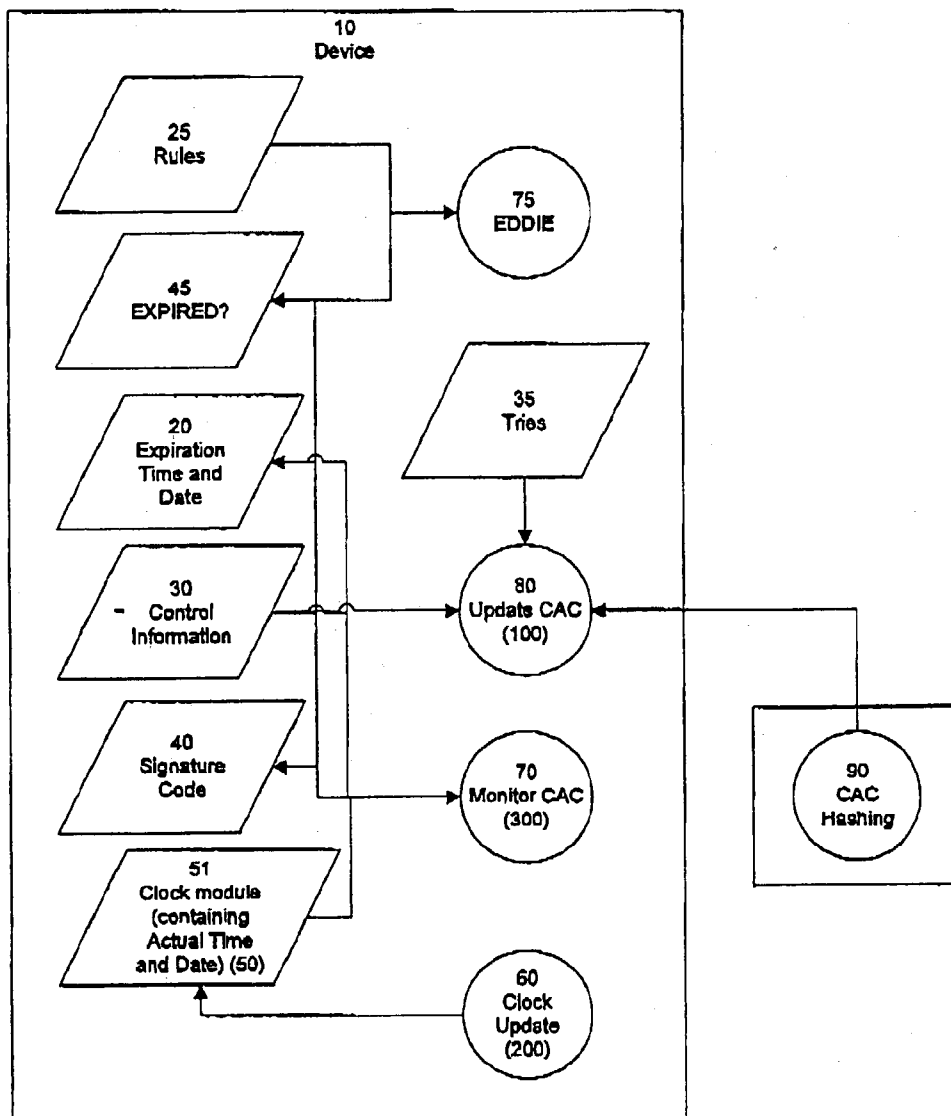 10
Device
25
Rules
75
EDDIE
45
EXPIRED?
35
Tries
20
Expiration
Time and
Date
30
Control
Information
80
Update CAC
(100)
40
Signature
Code
70
Monitor CAC
(300)
90
CAC
Hashing
51
Clock module
(containing
Actual Time
and Date) (50)
60
Clock
Update
(200)